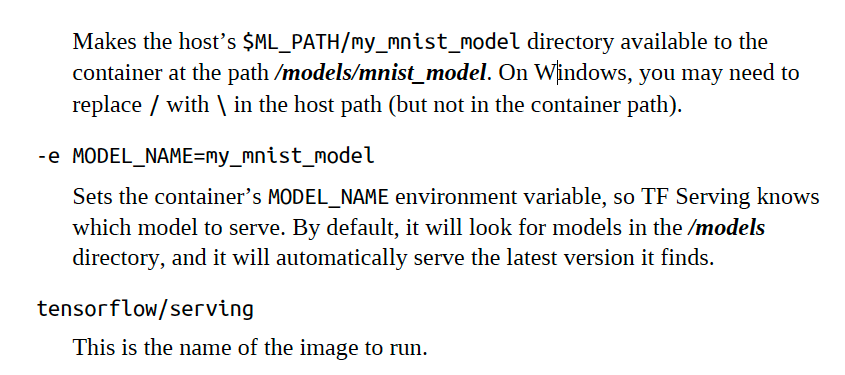 Makes the host’s $ML_PATH/my_mnist_model directory available to the
container at the path /models/mnist_model. On Windows, you may need to
replace / with \ in the host path (but not in the container path).
-e MODEL_NAME=my_mnist_model
Sets the container’s MODEL_NAME environment variable, so TF Serving knows
which model to serve. By default, it will look for models in the /models
directory, and it will automatically serve the latest version it finds.
tensorflow/serving
This is the name of the image to run.